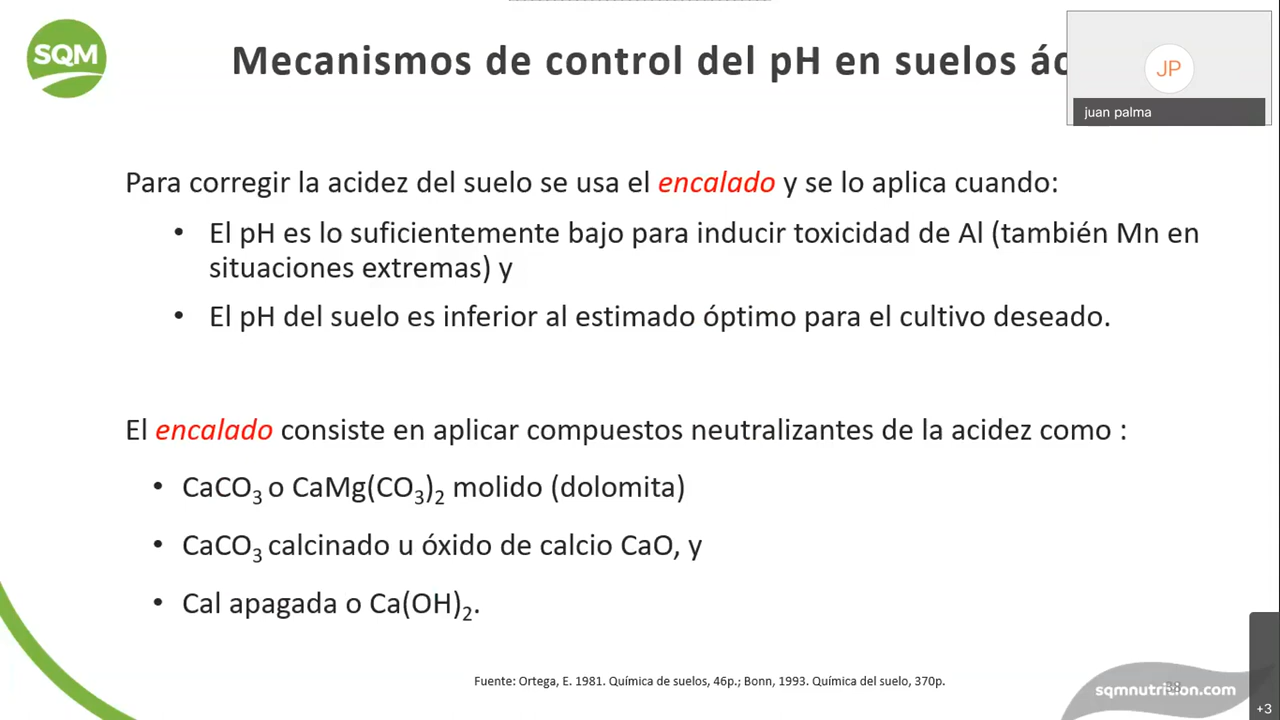 SQM
Mecanismos de control del pH en suelos ác
JP
juan palma
Para corregir la acidez del suelo se usa el encalado y se lo aplica cuando:
• El pH es lo suficientemente bajo para inducir toxicidad de Al (también Mn en
situaciones extremas) y
• El pH del suelo es inferior al estimado óptimo para el cultivo deseado.
El encalado consiste en aplicar compuestos neutralizantes de la acidez como :
• CaCO₃ o CaMg(CO₃)₂ molido (dolomita)
• CaCO₃ calcinado u óxido de calcio CaO, y
• Cal apagada o Ca(OH)₂.
Fuente: Ortega, E. 1981. Química de suelos, 46p.; Bonn, 1993. Química del suelo, 370p.
sqmnutrition.com
+3